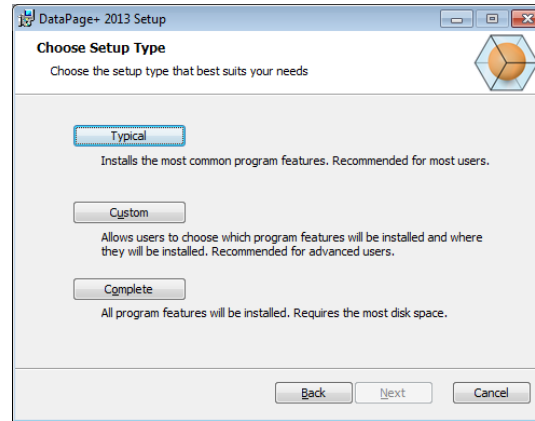 DataPage+ 2013 Setup
Choose Setup Type
Choose the setup type that best suits your needs
Typical
Installs the most common program features. Recommended for most users.
Custom
Allows users to choose which program features will be installed and where
they will be installed. Recommended for advanced users.
Complete
All program features will be installed. Requires the most disk space.
Back Next Cancel